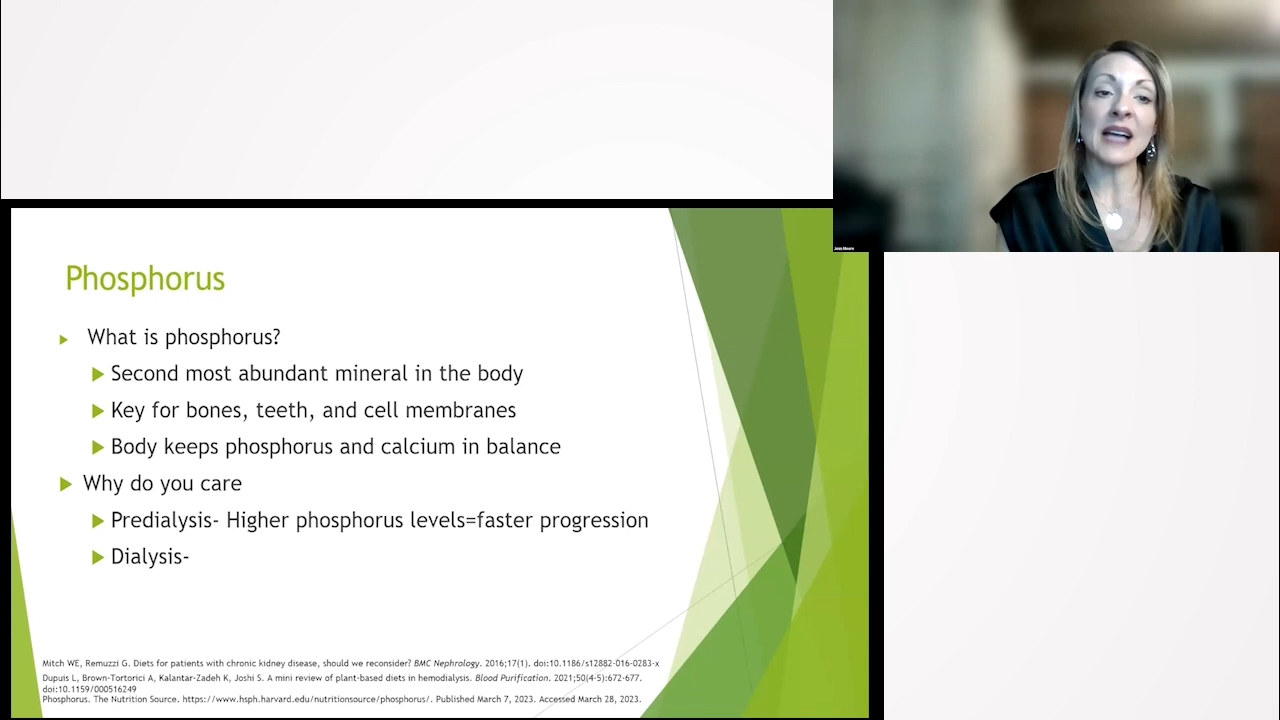 Jenn Moore
Phosphorus
What is phosphorus?
Second most abundant mineral in the body
Key for bones, teeth, and cell membranes
Body keeps phosphorus and calcium in balance
Why do you care
Predialysis- Higher phosphorus levels=faster progression
Dialysis-
Mitch WE, Remuzzi G. Diets for patients with chronic kidney disease, should we reconsider? BMC Nephrology. 2016;17(1). doi:10.1186/s12882-016-0283-x
Dupuis L, Brown-Tortorici A, Kalantar-Zadeh K, Joshi S. A mini review of plant-based diets in hemodialysis. Blood Purification. 2021;50(4-5):672-677.
doi:10.1159/000516249
Phosphorus. The Nutrition Source. https://www.hsph.harvard.edu/nutritionsource/phosphorus/. Published March 7, 2023. Accessed March 28, 2023.